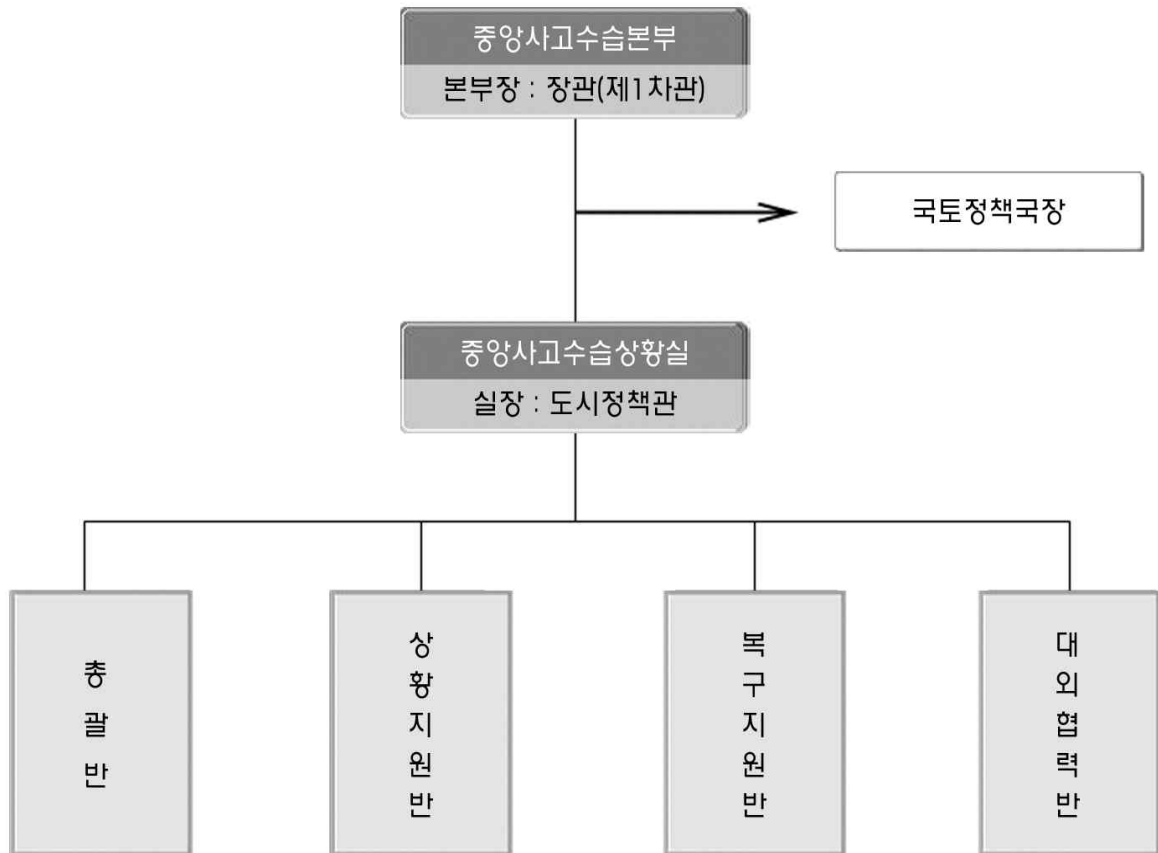 중앙사고수습본부
본부장 : 장관(제1차관)
국토정책국장
중앙사고수습상황실
실장 : 도시정책관
총괄반
상황지원반
복구지원반
대외협력반